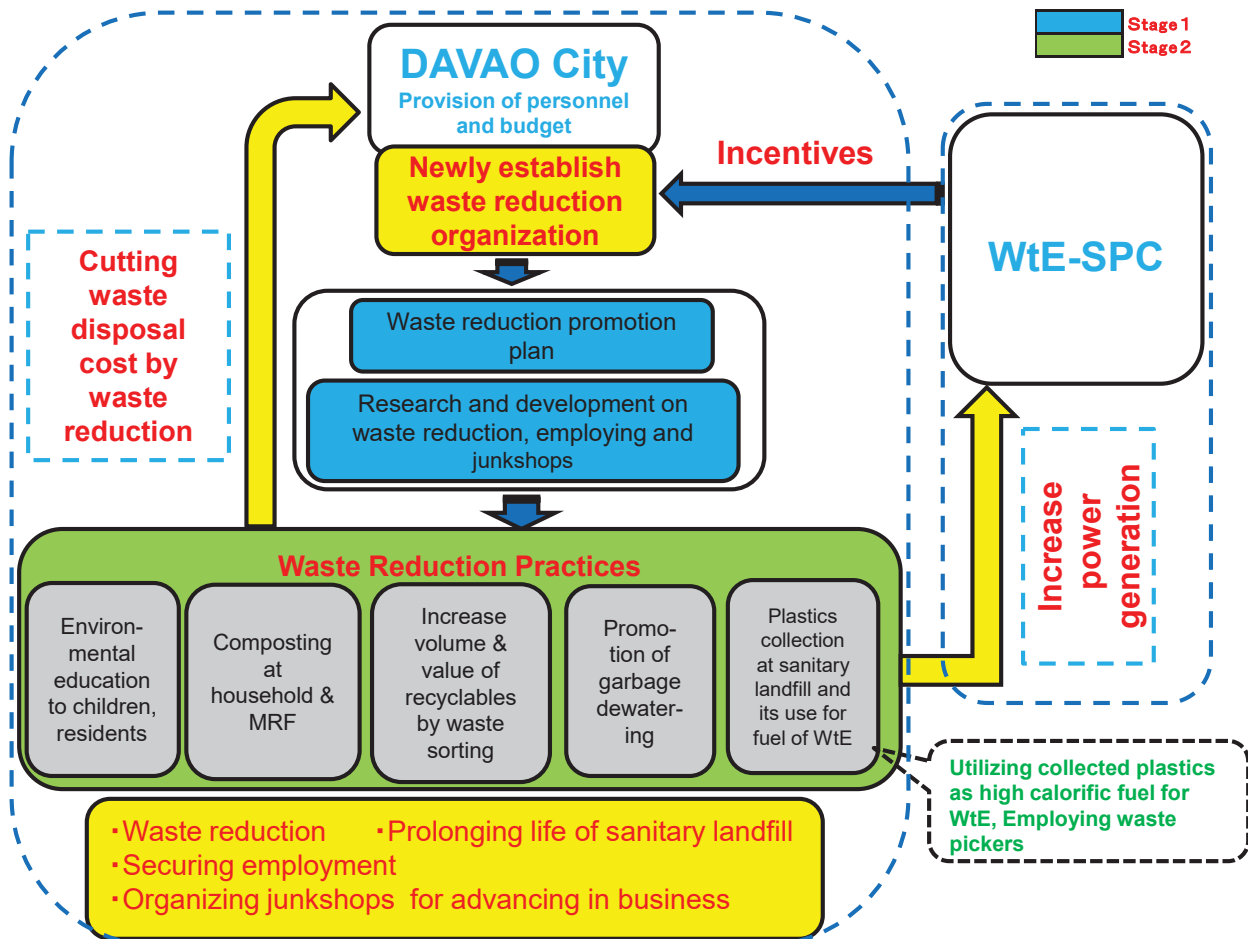 Stage1
Stage2
DAVAO City
Provision of personnel
and budget
Newly establish
waste reduction
organization
Incentives
WtE-SPC
Cutting
waste
disposal
cost by
waste
reduction
Waste reduction promotion
plan
Research and development on
waste reduction, employing and
junkshops
Increase
power
generation
Waste Reduction Practices
Environ-
mental
education
to children,
residents
Composting
at
household &
MRF
Increase
volume &
value of
recyclables
by waste
sorting
Promo-
tion of
garbage
dewater-
ing
Plastics
collection
at sanitary
landfill and
its use for
fuel of WtE
Utilizing collected plastics
as high calorific fuel for
WtE, Employing waste
pickers
・Waste reduction ・Prolonging life of sanitary landfill
・Securing employment
・Organizing junkshops for advancing in business